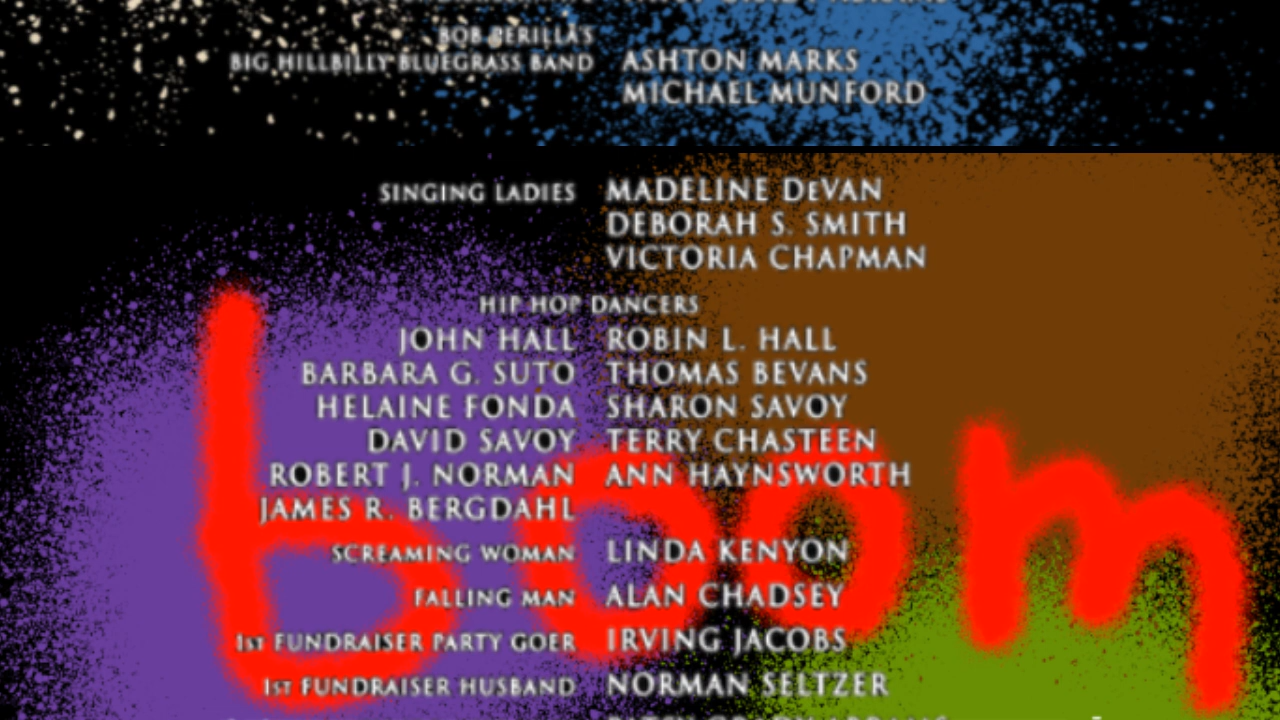 BOB PERILLA'S
BIG HILLBILLY BLUEGRASS BAND ASHTON MARKS
MICHAEL MUNFORD
SINGING LADIES MADELINE DEVAN
DEBORAH S. SMITH
VICTORIA CHAPMAN
HIP HOP DANCERS
JOHN HALL ROBIN L. HALL
BARBARA G. SUTO THOMAS BEVANS
HELAINE FONDA SHARON SAVOY
DAVID SAVOY TERRY CHASTEEN
ROBERT J. NORMAN ANN HAYNSWORTH
JAMES R. BERGDAHL
boom
SCREAMING WOMAN LINDA KENYON
FALLING MAN ALAN CHADSEY
1ST FUNDRAISER PARTY GOER IRVING JACOBS
1ST FUNDRAISER HUSBAND NORMAN SELTZER